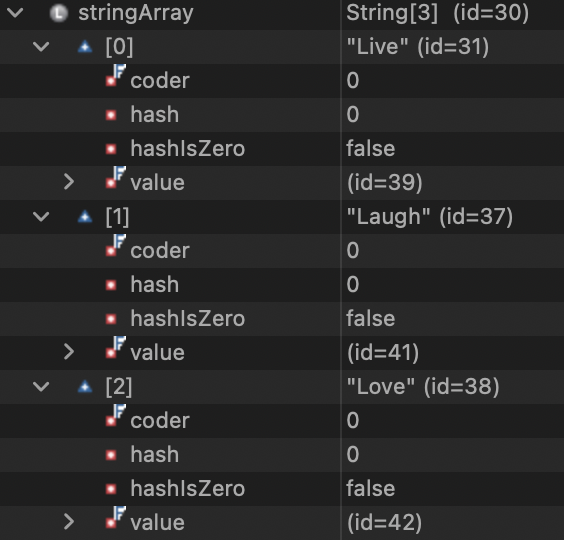 stringArray String[3] (id=30)
[0] "Live" (id=31)
coder 0
hash 0
hashIsZero false
value (id=39)
[1] "Laugh" (id=37)
coder 0
hash 0
hashIsZero false
value (id=41)
[2] "Love" (id=38)
coder 0
hash 0
hashIsZero false
value (id=42)